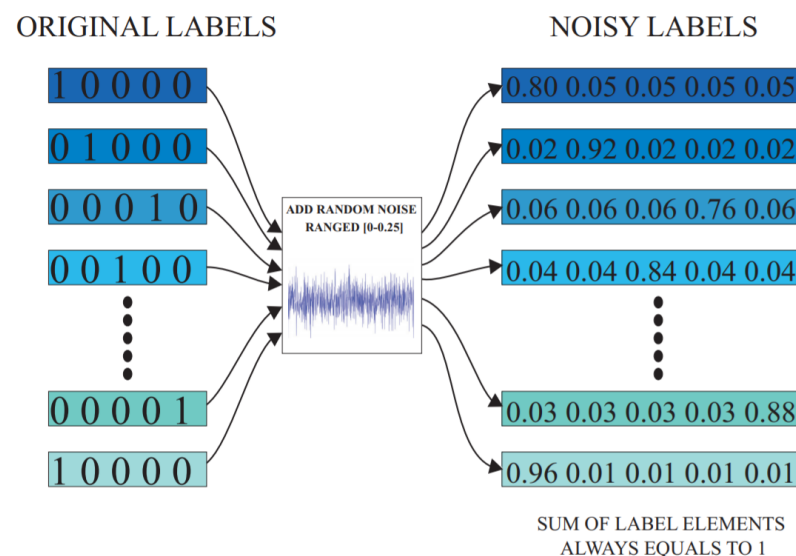 ORIGINAL LABELS
NOISY LABELS
1 0 0 0 0
0.80 0.05 0.05 0.05 0.05
0 1 0 0 0
0.02 0.92 0.02 0.02 0.02
0 0 0 1 0
0.06 0.06 0.06 0.76 0.06
0 0 1 0 0
0.04 0.04 0.84 0.04 0.04
ADD RANDOM NOISE
RANGED [0-0.25]
0 0 0 0 1
0.03 0.03 0.03 0.03 0.88
1 0 0 0 0
0.96 0.01 0.01 0.01 0.01
SUM OF LABEL ELEMENTS
ALWAYS EQUALS TO 1